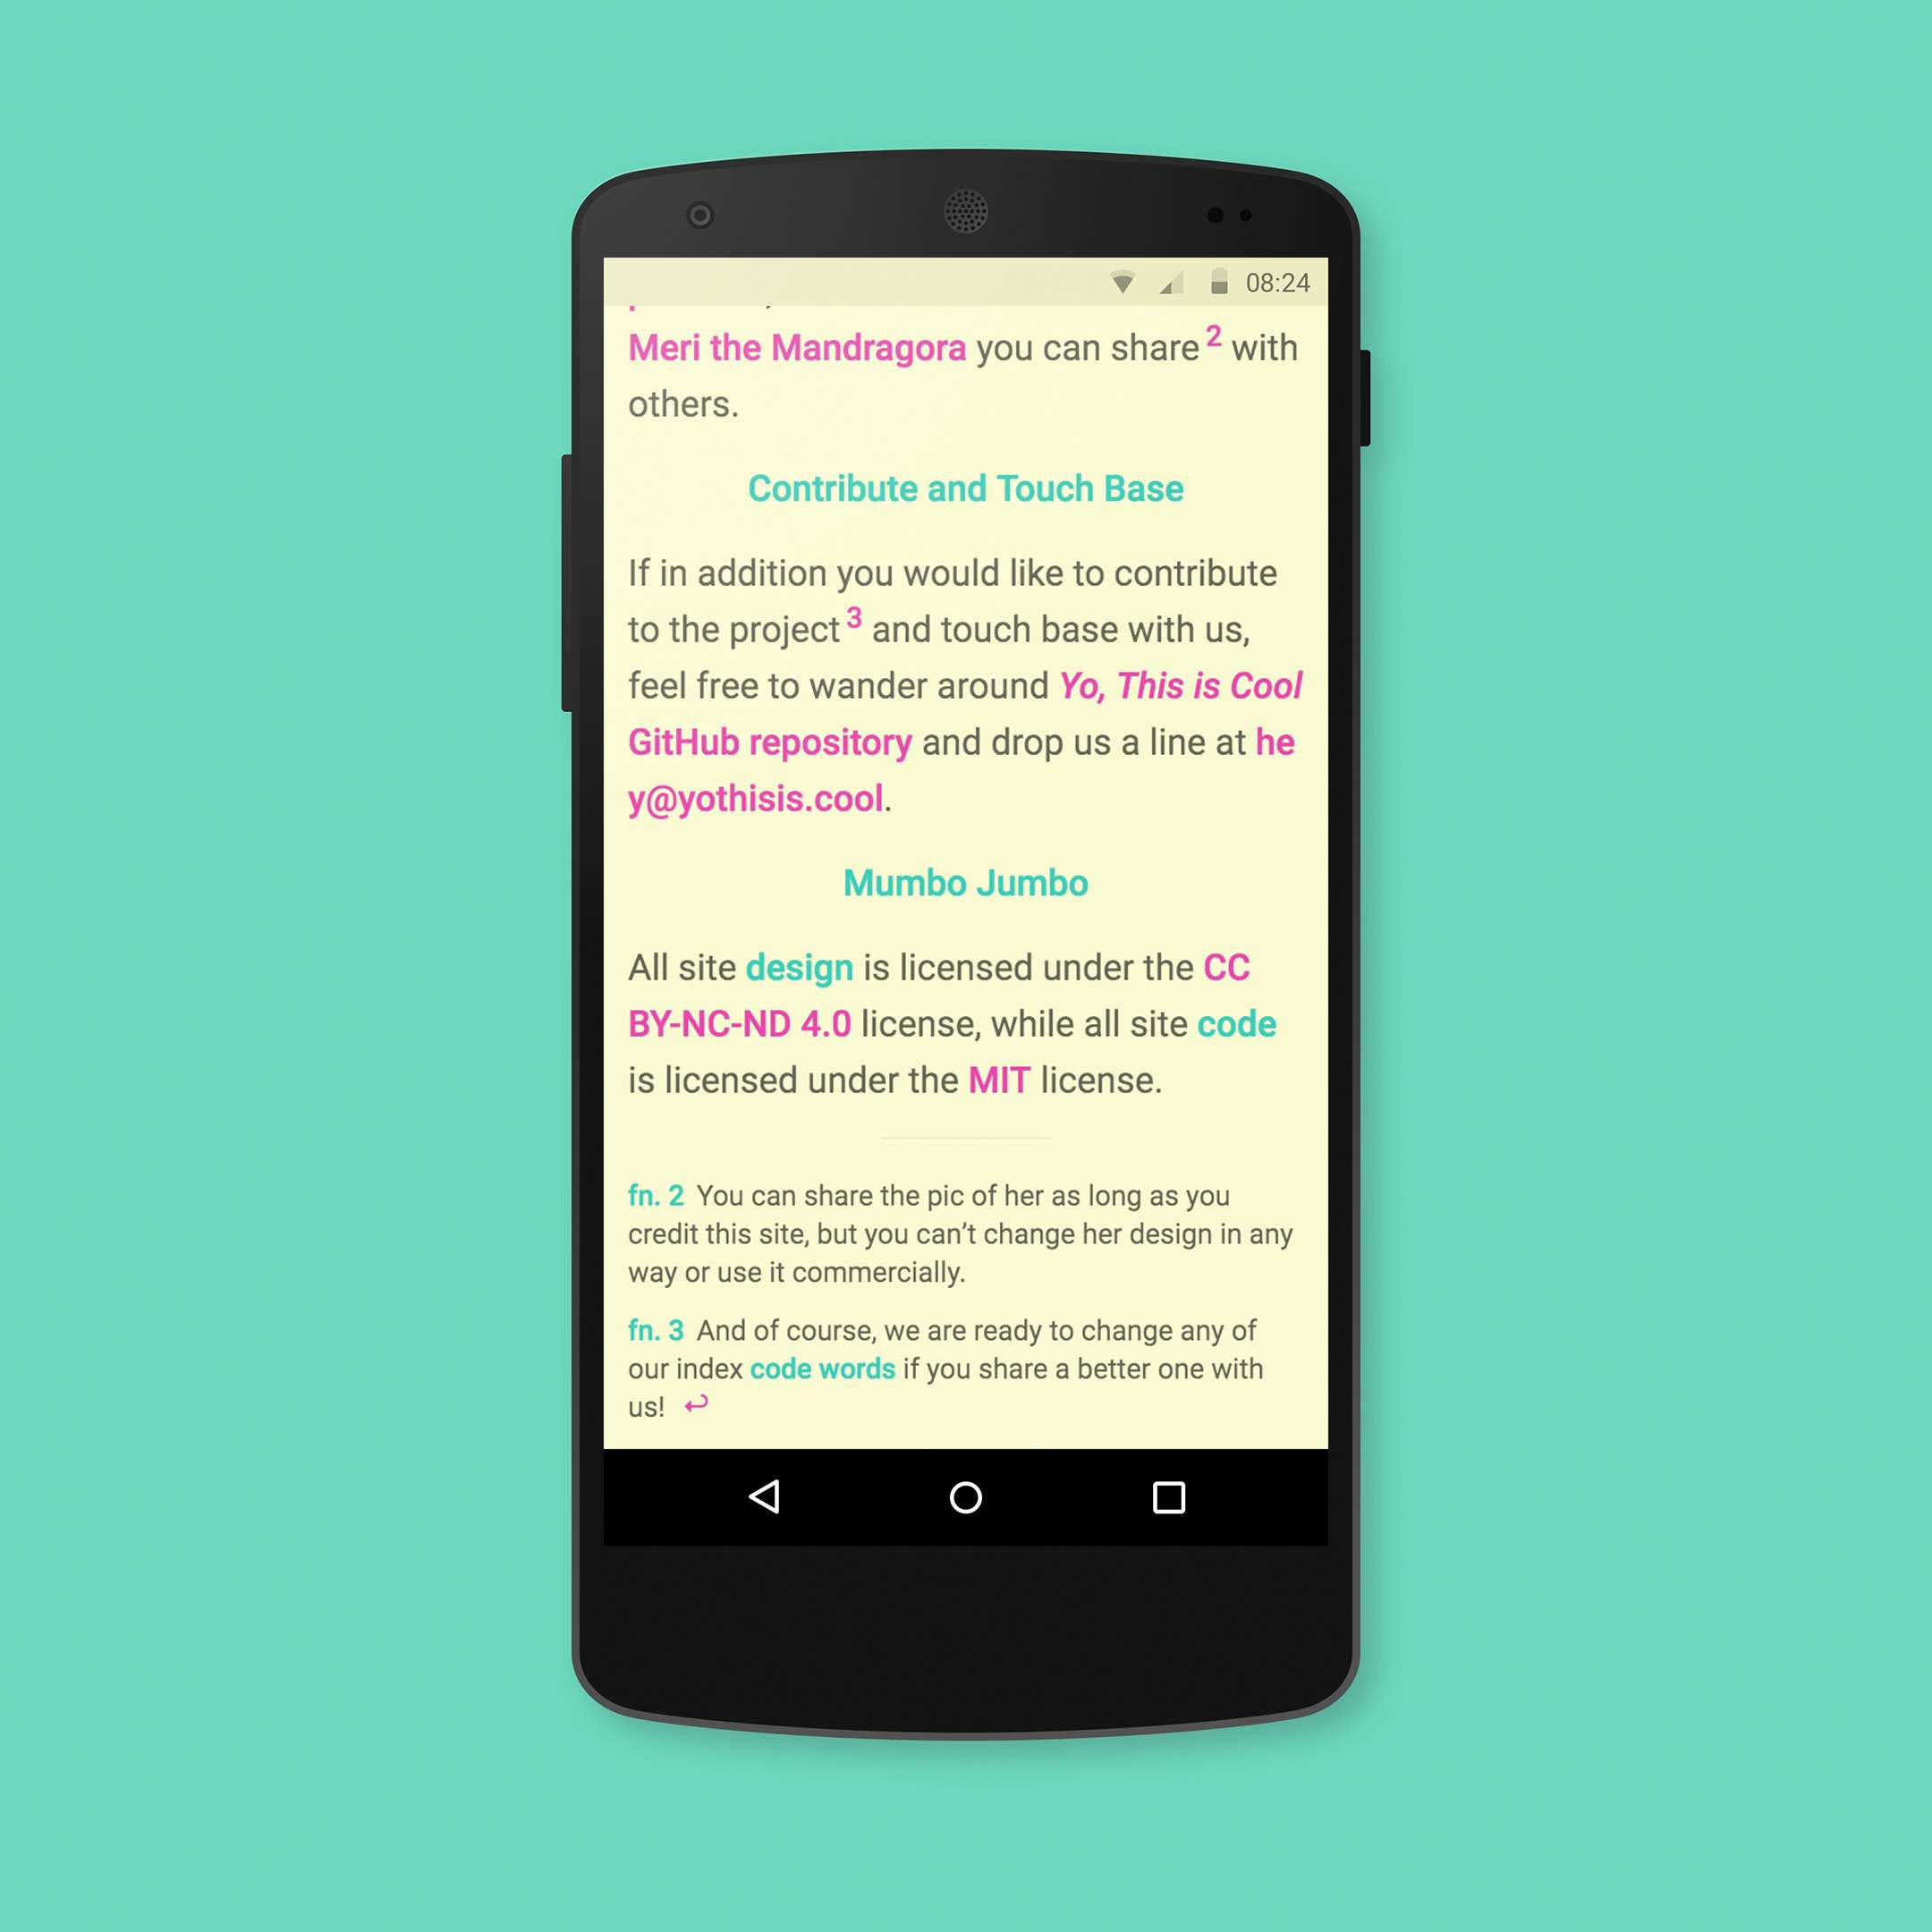 08:24
Meri the Mandragora you can share 2 with
others.
Contribute and Touch Base
If in addition you would like to contribute
to the project 3 and touch base with us,
feel free to wander around Yo, This is Cool
GitHub repository and drop us a line at he
y@yothisis.cool.
Mumbo Jumbo
All site design is licensed under the CC
BY-NC-ND 4.0 license, while all site code
is licensed under the MIT license.
fn. 2 You can share the pic of her as long as you
credit this site, but you can’t change her design in any
way or use it commercially.
fn. 3 And of course, we are ready to change any of
our index code words if you share a better one with
us! ↩